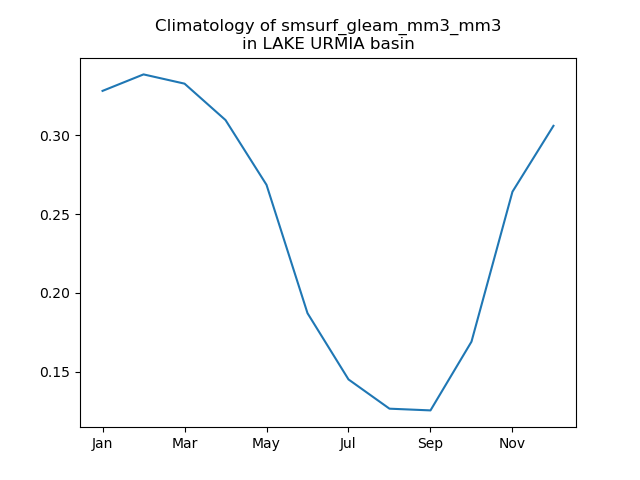 Climatology of smsurf_gleam_mm3_mm3
in LAKE URMIA basin
0.30
0.25
0.20
0.15
Jan Mar May Jul Sep Nov